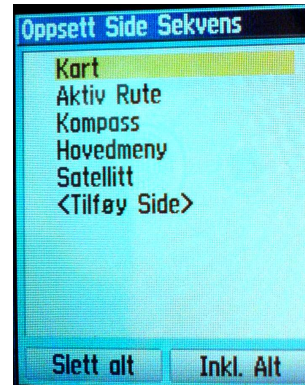 Oppsett Side Sekvens
Kart
Aktiv Rute
Kompass
Hovedmeny
Satellitt
<Tilføy Side>
Slett alt
Inkl. Alt